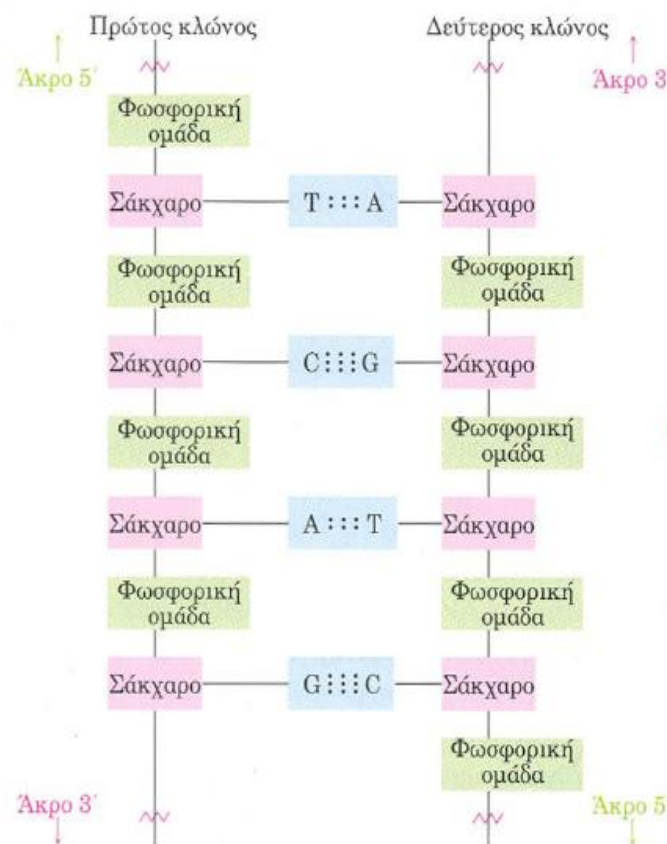 Πρώτος κλώνος Δεύτερος κλώνος
Άκρο 5΄ Άκρο 3
Φωσφορική
ομάδα
Σάκχαρο T ::: A Σάκχαρο
Φωσφορική Φωσφορική
ομάδα ομάδα
Σάκχαρο C ⋮⋮⋮ G Σάκχαρο
Φωσφορική Φωσφορική
ομάδα ομάδα
Σάκχαρο A ::: T Σάκχαρο
Φωσφορική Φωσφορική
ομάδα ομάδα
Σάκχαρο G ⋮⋮⋮ C Σάκχαρο
Φωσφορική
ομάδα
Άκρο 3΄ Άκρο 5